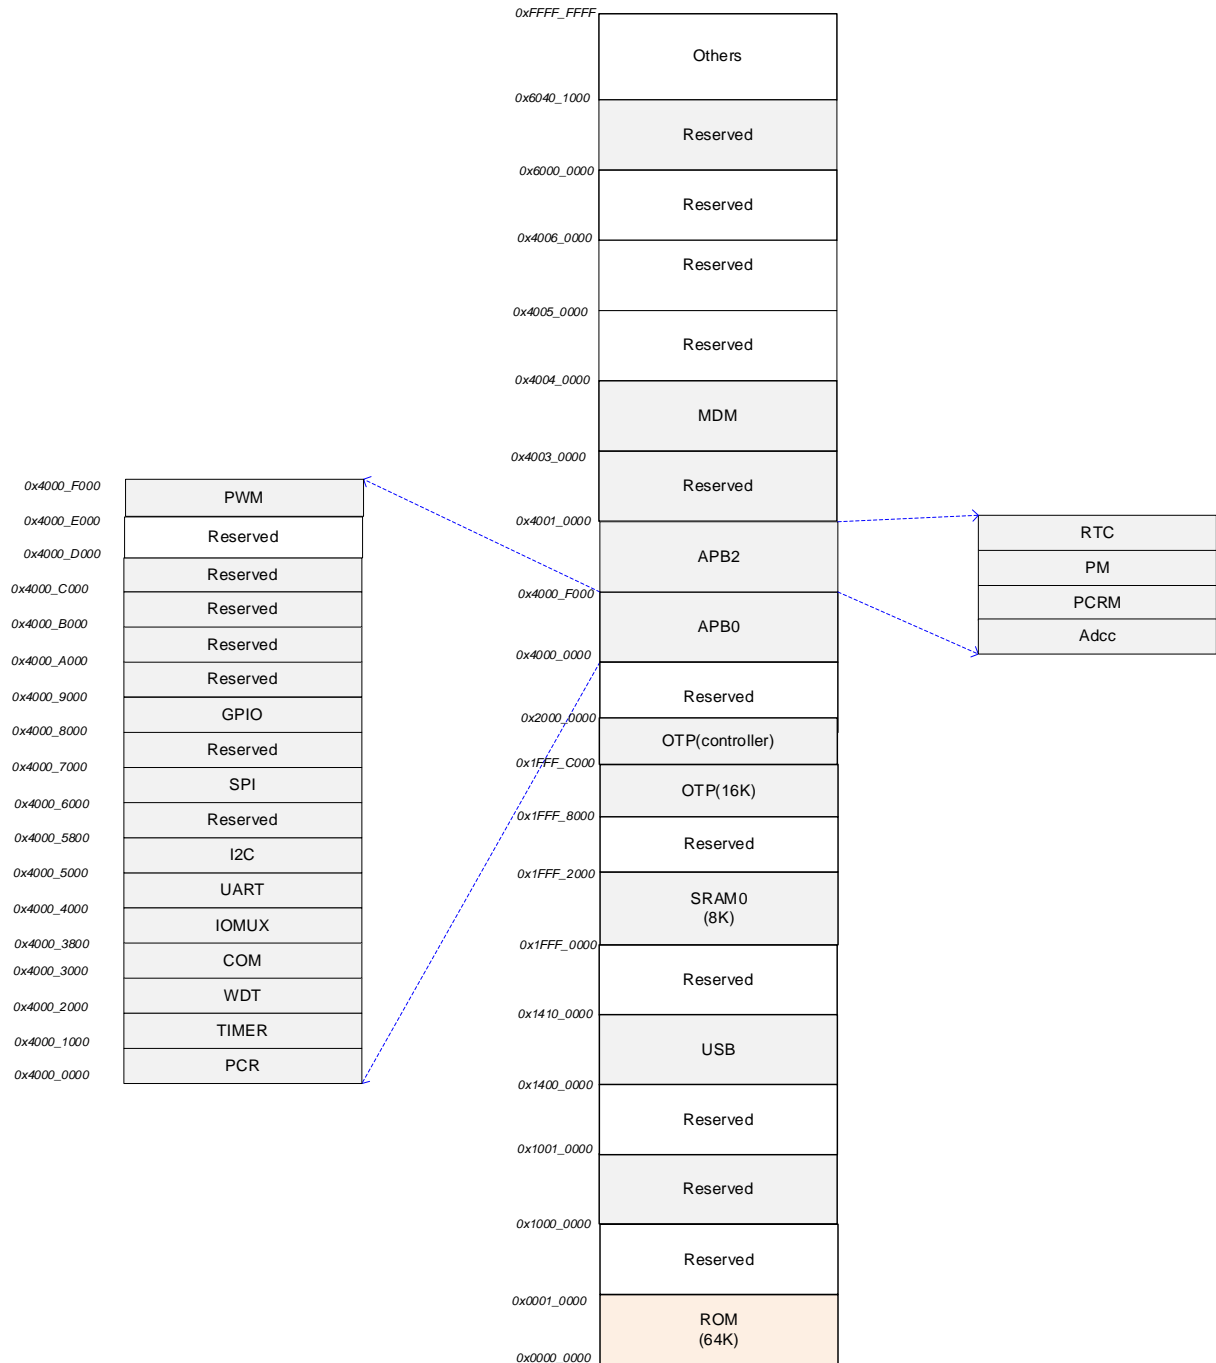 0xFFFF_FFFF
Others
0x6040_1000
Reserved
0x6000_0000
Reserved
0x4006_0000
Reserved
0x4005_0000
Reserved
0x4004_0000
MDM
0x4003_0000
Reserved
0x4001_0000
APB2
0x4000_F000
APB0
0x4000_0000
Reserved
0x2000_0000
OTP(controller)
0x1FFF_C000
OTP(16K)
0x1FFF_8000
Reserved
0x1FFF_2000
SRAM0
(8K)
0x1FFF_0000
Reserved
0x1410_0000
USB
0x1400_0000
Reserved
0x1001_0000
Reserved
0x1000_0000
Reserved
0x0001_0000
ROM
(64K)
0x0000_0000
0x4000_F000
PWM
0x4000_E000
Reserved
0x4000_D000
Reserved
0x4000_C000
Reserved
0x4000_B000
Reserved
0x4000_A000
Reserved
0x4000_9000
GPIO
0x4000_8000
Reserved
0x4000_7000
SPI
0x4000_6000
Reserved
0x4000_5800
I2C
0x4000_5000
UART
0x4000_4000
IOMUX
0x4000_3800
COM
0x4000_3000
WDT
0x4000_2000
TIMER
0x4000_1000
PCR
0x4000_0000
RTC
PM
PCRM
Adcc